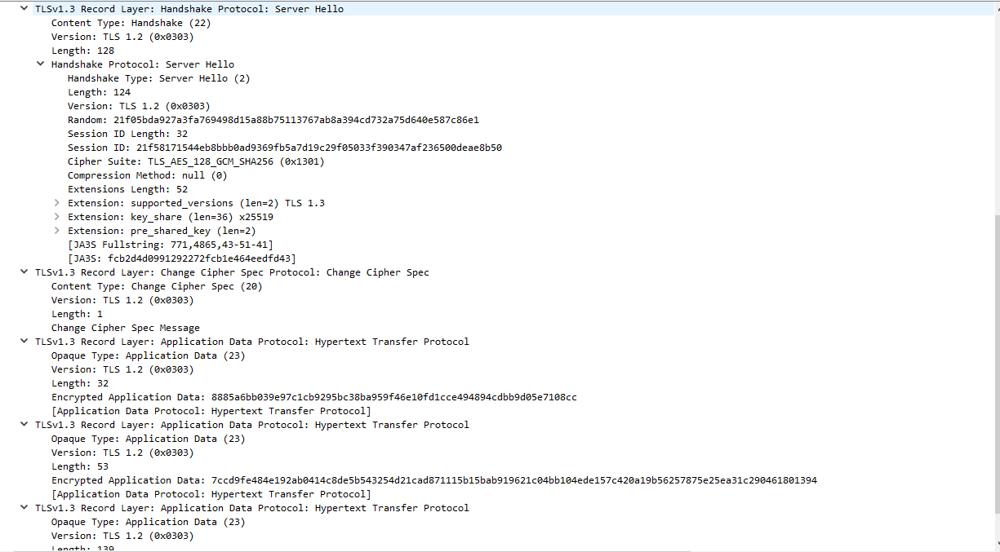 TLSv1.3 Record Layer: Handshake Protocol: Server Hello
Content Type: Handshake (22)
Version: TLS 1.2 (0x0303)
Length: 128
Handshake Protocol: Server Hello
Handshake Type: Server Hello (2)
Length: 124
Version: TLS 1.2 (0x0303)
Random: 21f05bda927a3fa769498d15a88b75113767ab8a394cd732a75d640e587c86e1
Session ID Length: 32
Session ID: 21f58171544eb8bbb0ad9369fb5a7d19c29f05033f390347af236500deae8b50
Cipher Suite: TLS_AES_128_GCM_SHA256 (0x1301)
Compression Method: null (0)
Extensions Length: 52
Extension: supported_versions (len=2) TLS 1.3
Extension: key_share (len=36) x25519
Extension: pre_shared_key (len=2)
[JA3S Fullstring: 771,4865,43-51-41]
[JA3S: fcb2d4d0991292272fcb1e464eedfd43]
TLSv1.3 Record Layer: Change Cipher Spec Protocol: Change Cipher Spec
Content Type: Change Cipher Spec (20)
Version: TLS 1.2 (0x0303)
Length: 1
Change Cipher Spec Message
TLSv1.3 Record Layer: Application Data Protocol: Hypertext Transfer Protocol
Opaque Type: Application Data (23)
Version: TLS 1.2 (0x0303)
Length: 32
Encrypted Application Data: 8885a6bb039e97c1cb9295bc38ba959f46e10fd1cce494894cdbb9d05e7108cc
[Application Data Protocol: Hypertext Transfer Protocol]
TLSv1.3 Record Layer: Application Data Protocol: Hypertext Transfer Protocol
Opaque Type: Application Data (23)
Version: TLS 1.2 (0x0303)
Length: 53
Encrypted Application Data: 7ccd9fe484e192ab0414c8de5b543254d21cad871115b15bab919621c04bb104ede157c420a19b56257875e25ea31c290461801394
[Application Data Protocol: Hypertext Transfer Protocol]
TLSv1.3 Record Layer: Application Data Protocol: Hypertext Transfer Protocol
Opaque Type: Application Data (23)
Version: TLS 1.2 (0x0303)
Length: 139